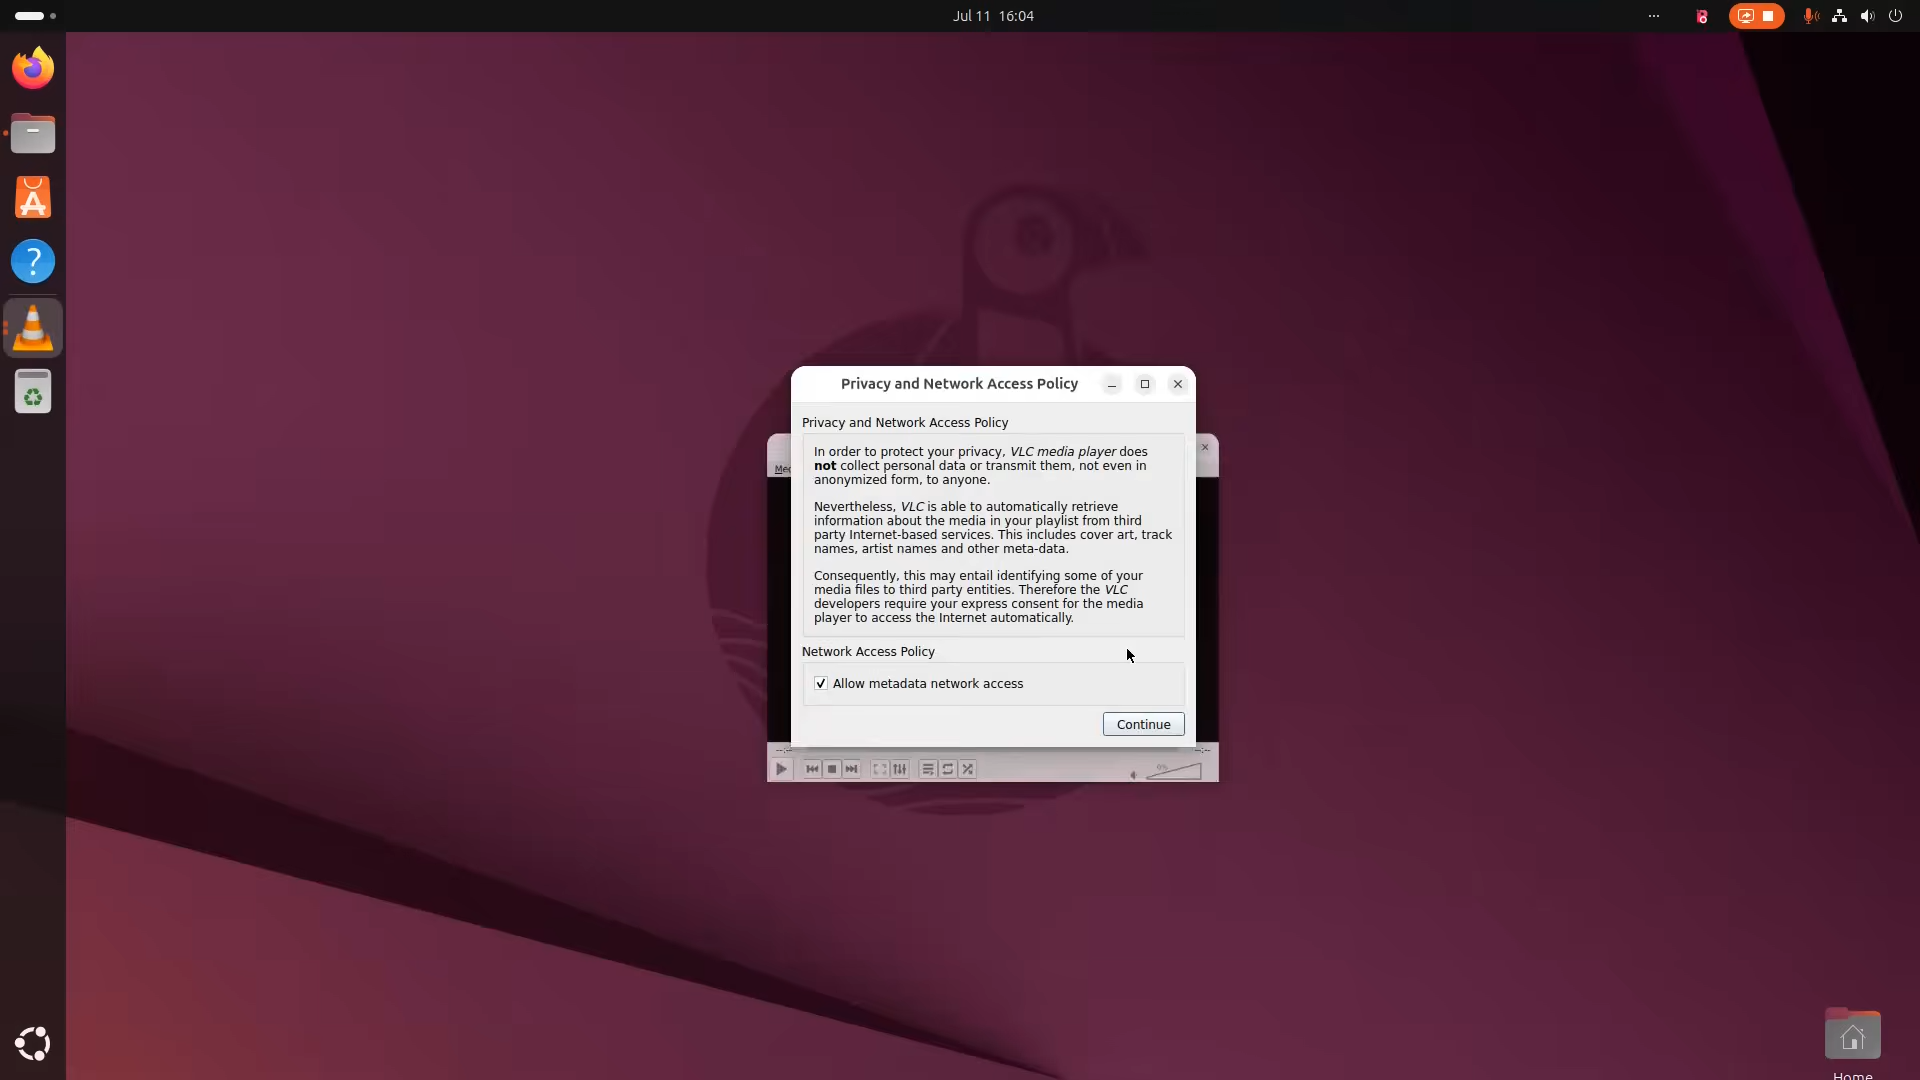 Jul 11 16:04
Privacy and Network Access Policy
Privacy and Network Access Policy
In order to protect your privacy, VLC media player does
not collect personal data or transmit them, not even in
anonymized form, to anyone.
Nevertheless, VLC is able to automatically retrieve
information about the media in your playlist from third
party Internet-based services. This includes cover art, track
names, artist names and other meta-data.
Consequently, this may entail identifying some of your
media files to third party entities. Therefore the VLC
developers require your express consent for the media
player to access the Internet automatically.
Network Access Policy
Allow metadata network access
Continue
--:--
--:--
0%
Home